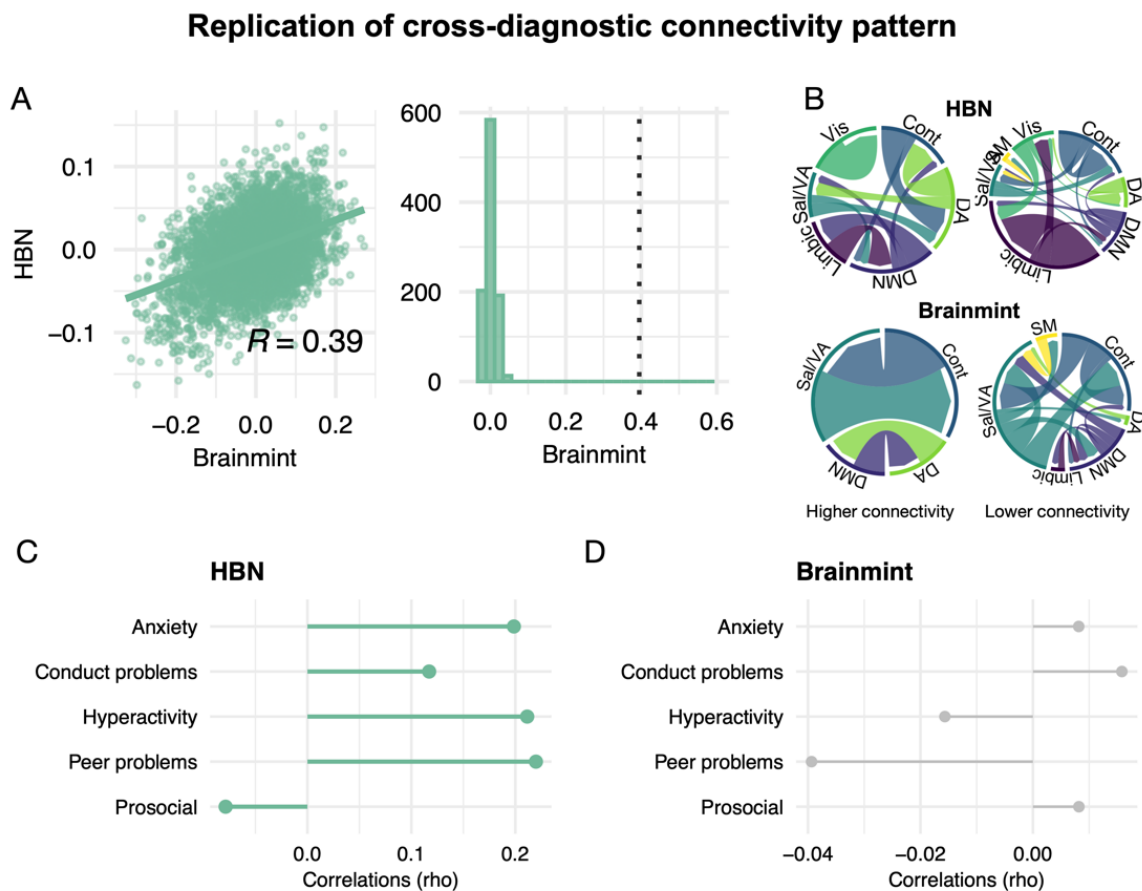 Replication of cross-diagnostic connectivity pattern
A
HBN
0.1
0.0
−0.1
R = 0.39
−0.2
0.0
0.2
Brainmint
600
400
200
0
0.0
0.2
0.4
0.6
Brainmint
B
HBN
Vis
Cont
DA
DMN
Limbic
Sal/VA
Vis
Cont
DA
DMN
Limbic
Sal/VA
SM
Brainmint
Sal/VA
Cont
DA
DMN
SM
Cont
DA
DMN
Limbic
Sal/VA
Higher connectivity
Lower connectivity
C
HBN
Anxiety
Conduct problems
Hyperactivity
Peer problems
Prosocial
0.0
0.1
0.2
Correlations (rho)
D
Brainmint
Anxiety
Conduct problems
Hyperactivity
Peer problems
Prosocial
−0.04
−0.02
0.00
Correlations (rho)